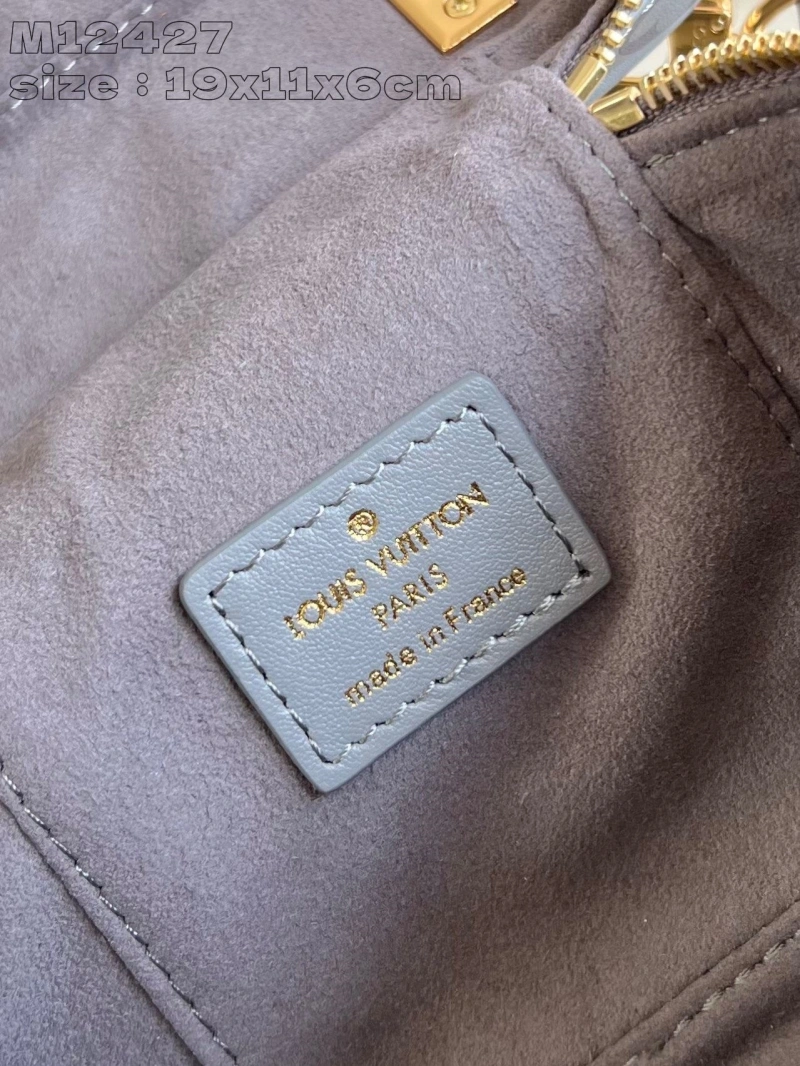 M12427
size : 19x11x6cm
®
LOUIS VUITTON
PARIS
made in France